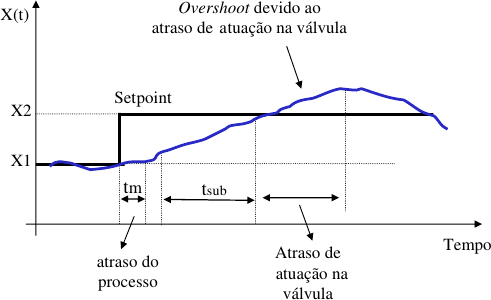 X(t)
Overshoot devido ao
atraso de atuação na válvula
Setpoint
X2
X1
tm
tsub
atraso do
processo
Atraso de
atuação na
válvula
Tempo